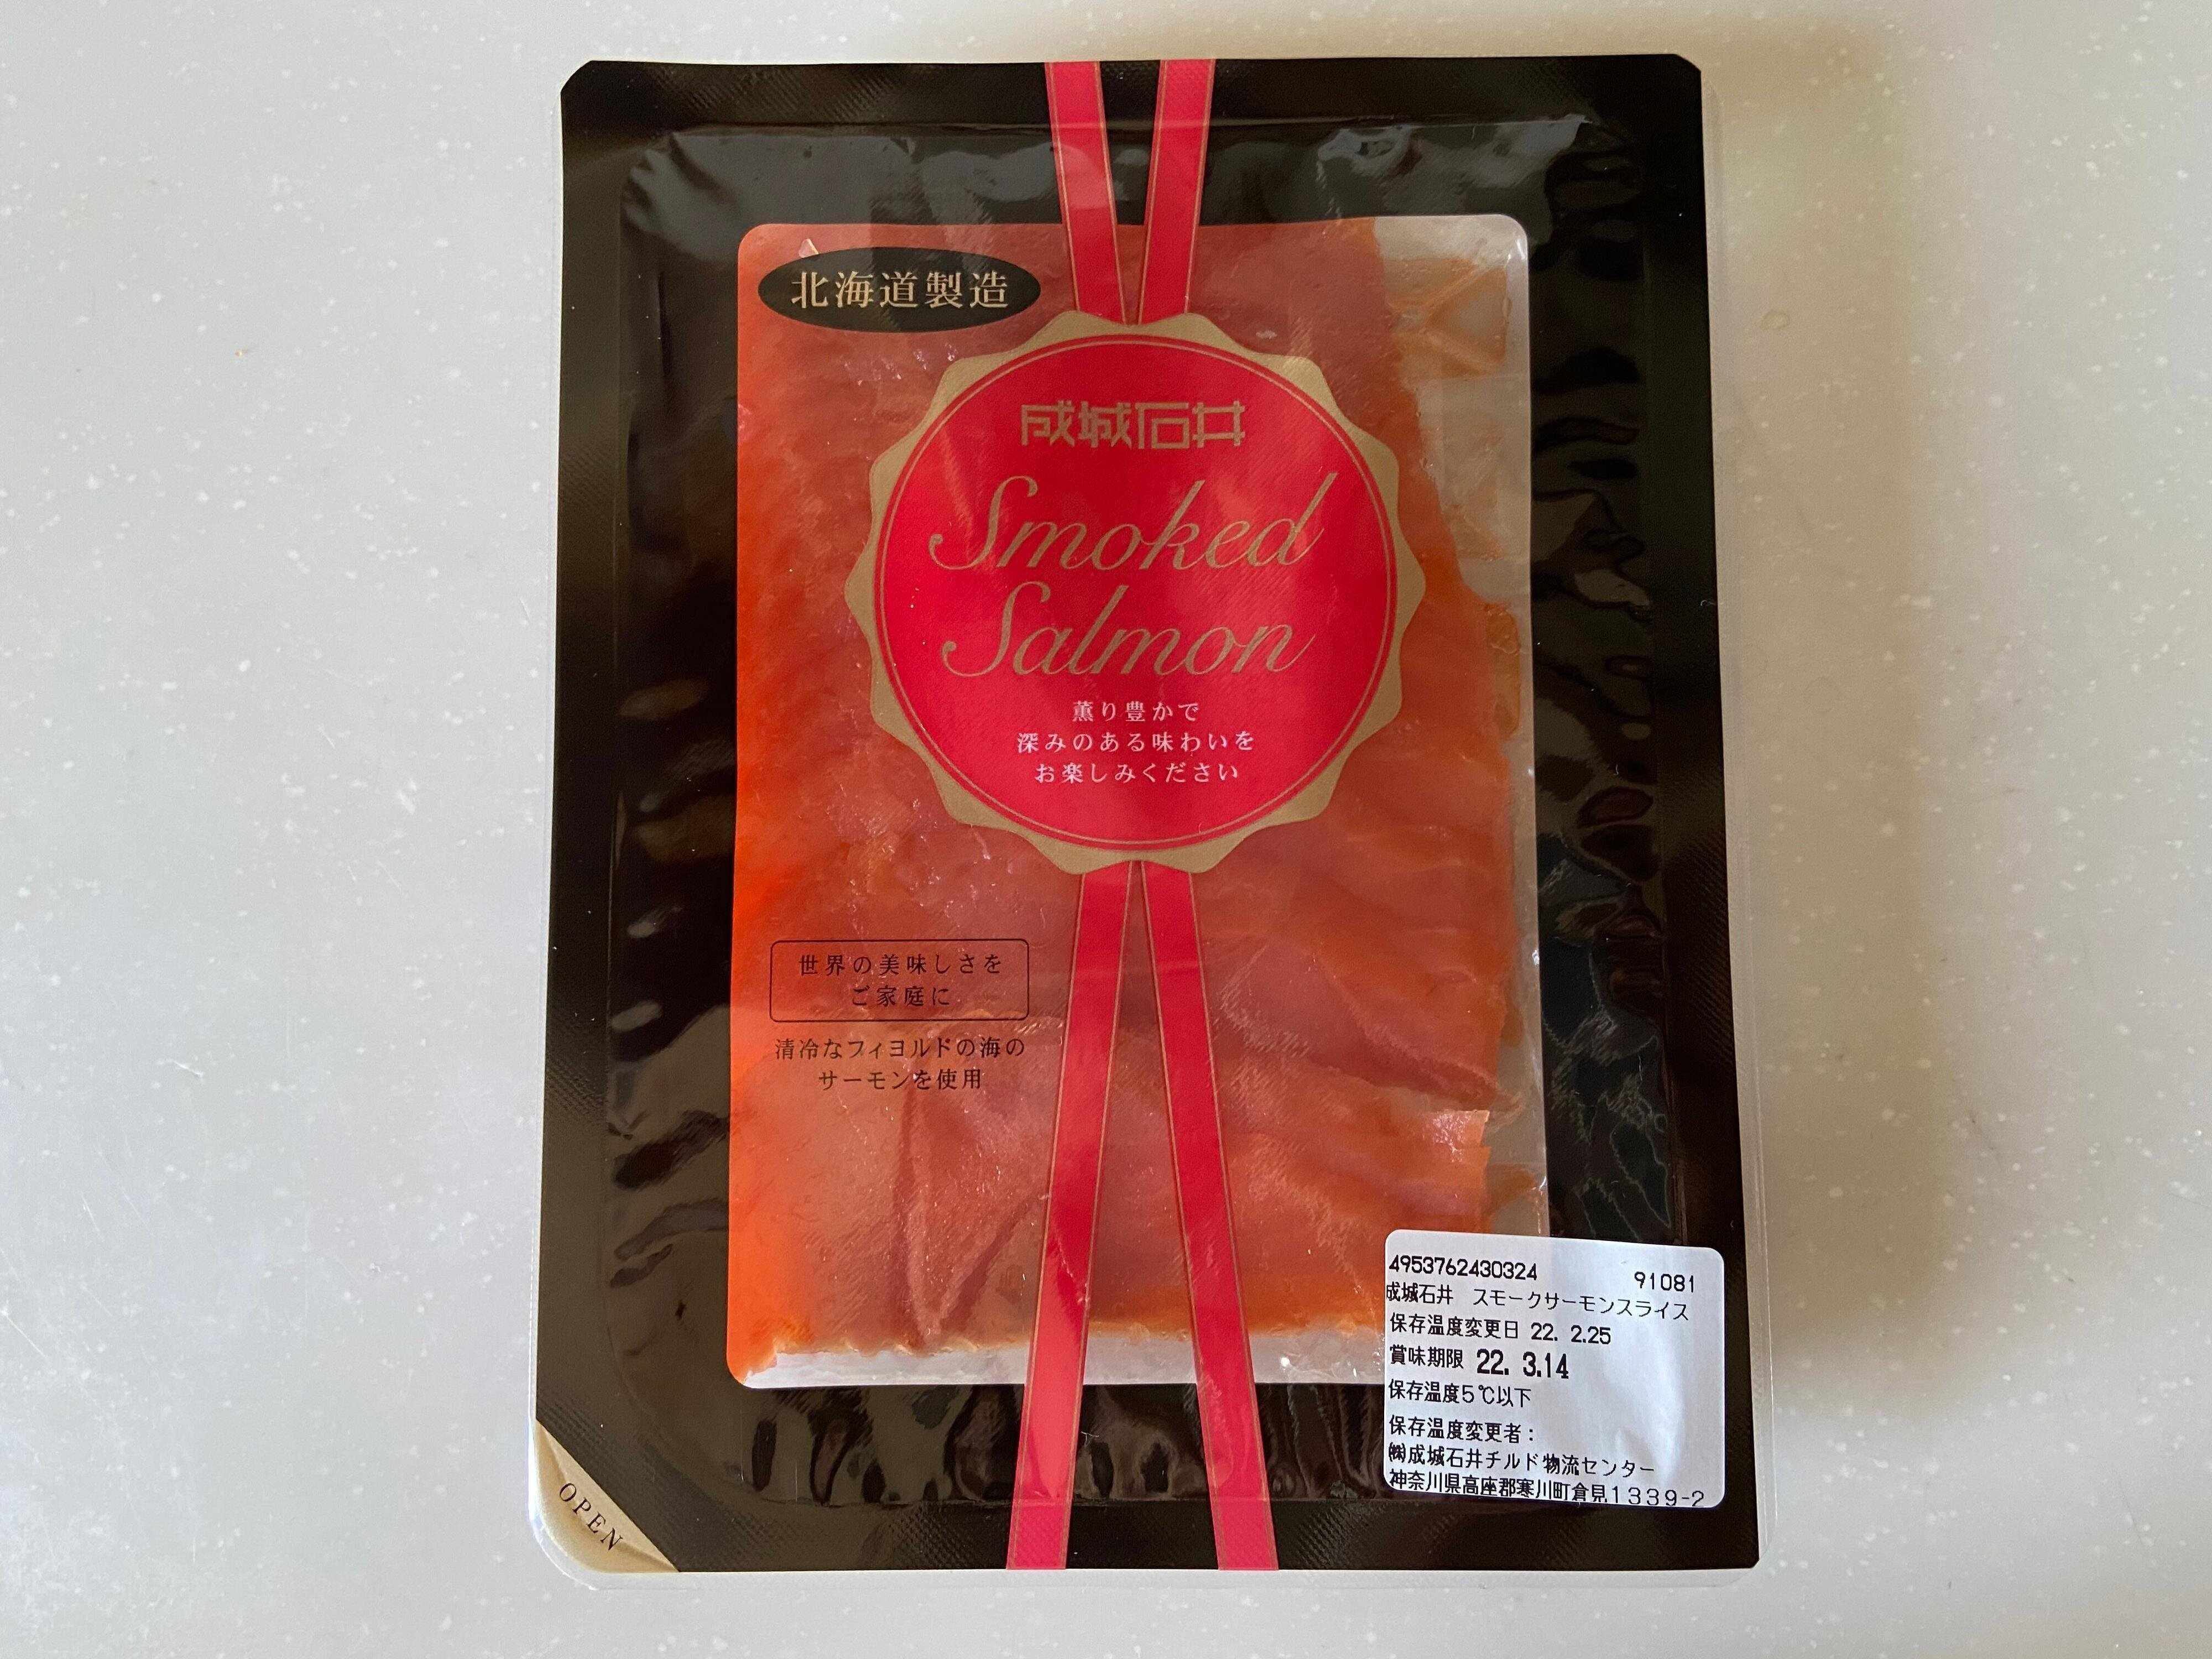 北海道製造
成城石井
Smoked
Salmon
薫り豊かで
深みのある味わいを
お楽しみください
世界の美味しさを
ご家庭に
清冷なフィヨルドの海の
サーモンを使用
4953762430324 91081
成城石井 スモークサーモンスライス
保存温度変更日 22. 2.25
賞味期限 22. 3.14
保存温度5℃以下
保存温度変更者:
㈱成城石井チルド物流センター
神奈川県高座郡寒川町倉見1339-2
OPEN